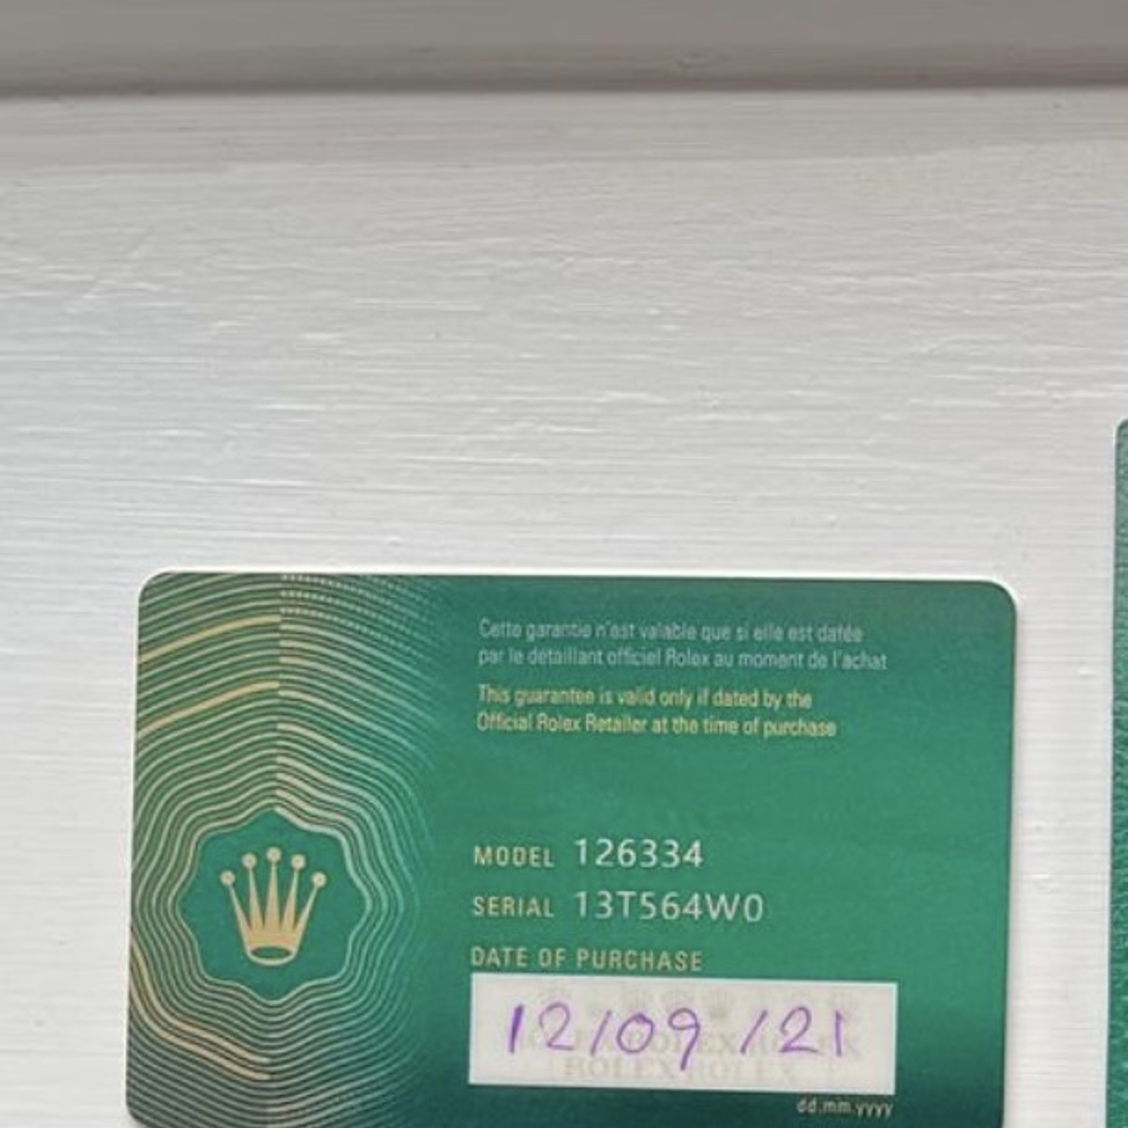 Cette garantie n'est valable que si elle est datée
par le détaillant officiel Rolex au moment de l'achat
This guarantee is valid only if dated by the
Official Rolex Retailer at the time of purchase
MODEL 126334
SERIAL 13T564W0
DATE OF PURCHASE
12/09/21
ROLEX ROLEX
dd.mm.yyyy